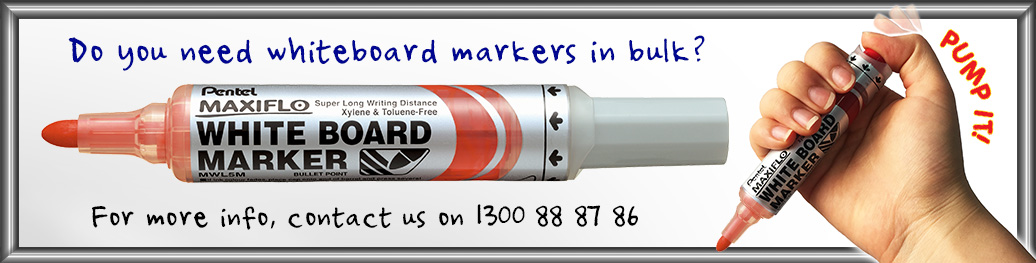 Do you need whiteboard markers in bulk?
Pentel
MAXIFLO
Super Long Writing Distance
Xylene & Toluene-Free
WHITE BOARD
MARKER
MWL5M
BULLET POINT
For more info, contact us on 1300 88 87 86
PUMP IT!
Pentel
MAXIFLO
WHITE BOARD
MARKER